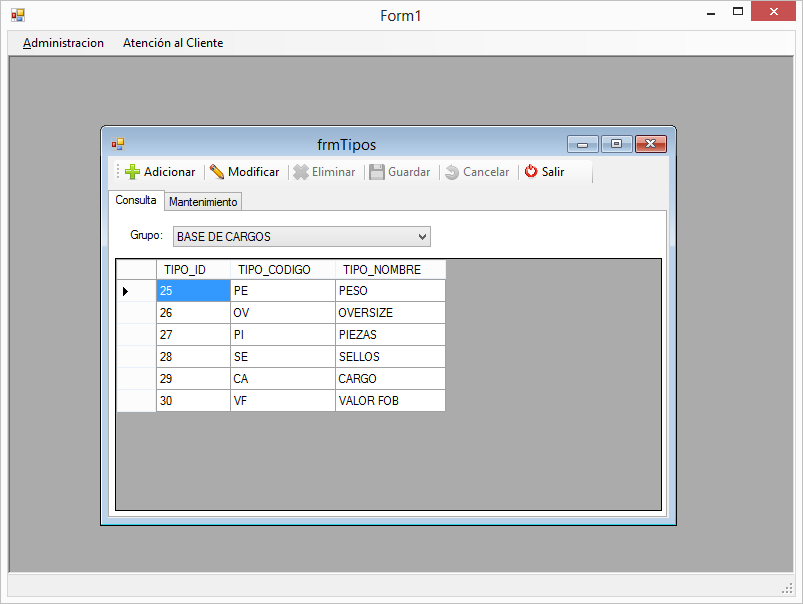 Form1
Administracion Atención al Cliente
frmTipos
Adicionar Modificar Eliminar Guardar Cancelar Salir
Consulta Mantenimiento
Grupo: BASE DE CARGOS
TIPO_ID TIPO_CODIGO TIPO_NOMBRE
25 PE PESO
26 OV OVERSIZE
27 PI PIEZAS
28 SE SELLOS
29 CA CARGO
30 VF VALOR FOB